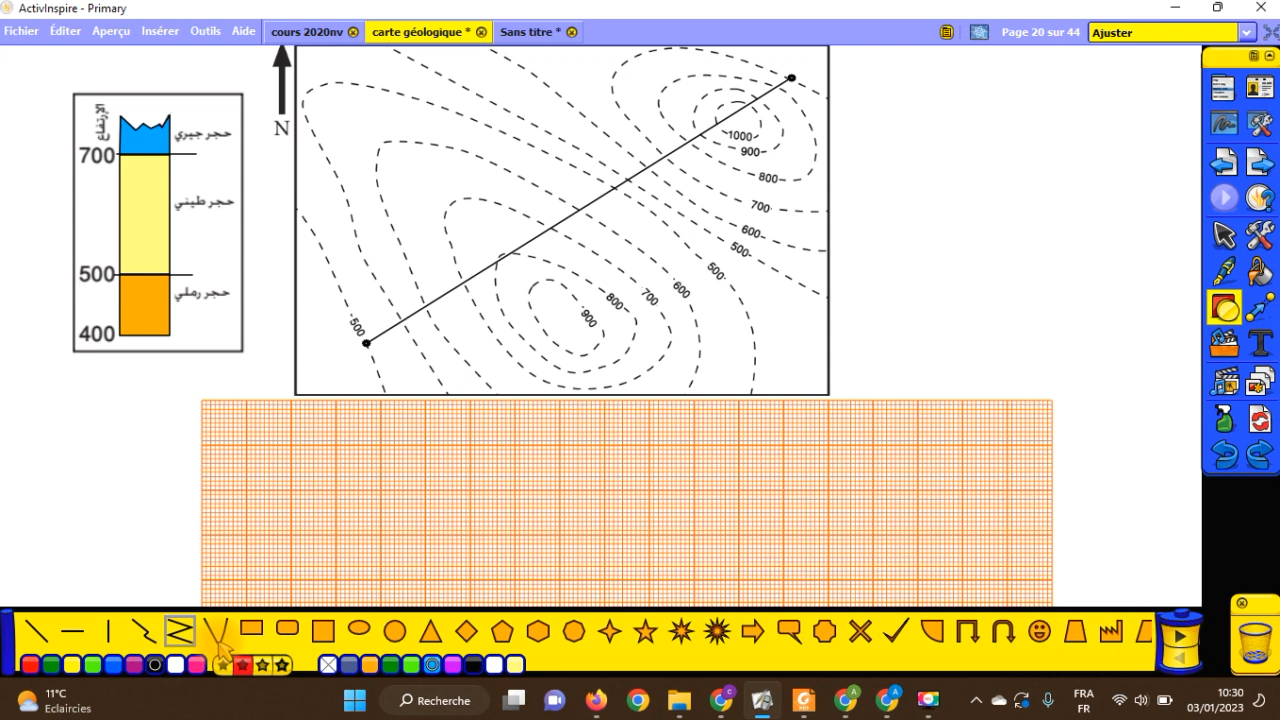 ActivInspire - Primary
Fichier Éditer Aperçu Insérer Outils Aide
cours 2020nv
carte géologique *
Sans titre *
Page 20 sur 44
Ajuster
الإرتفاع
حجر جيري
700
حجر طيني
500
حجر رملي
400
N
1000
900
800
700
600
500
500
600
700
800
900
500
11°C
Eclaircies
Recherche
FRA
FR
10:30
03/01/2023